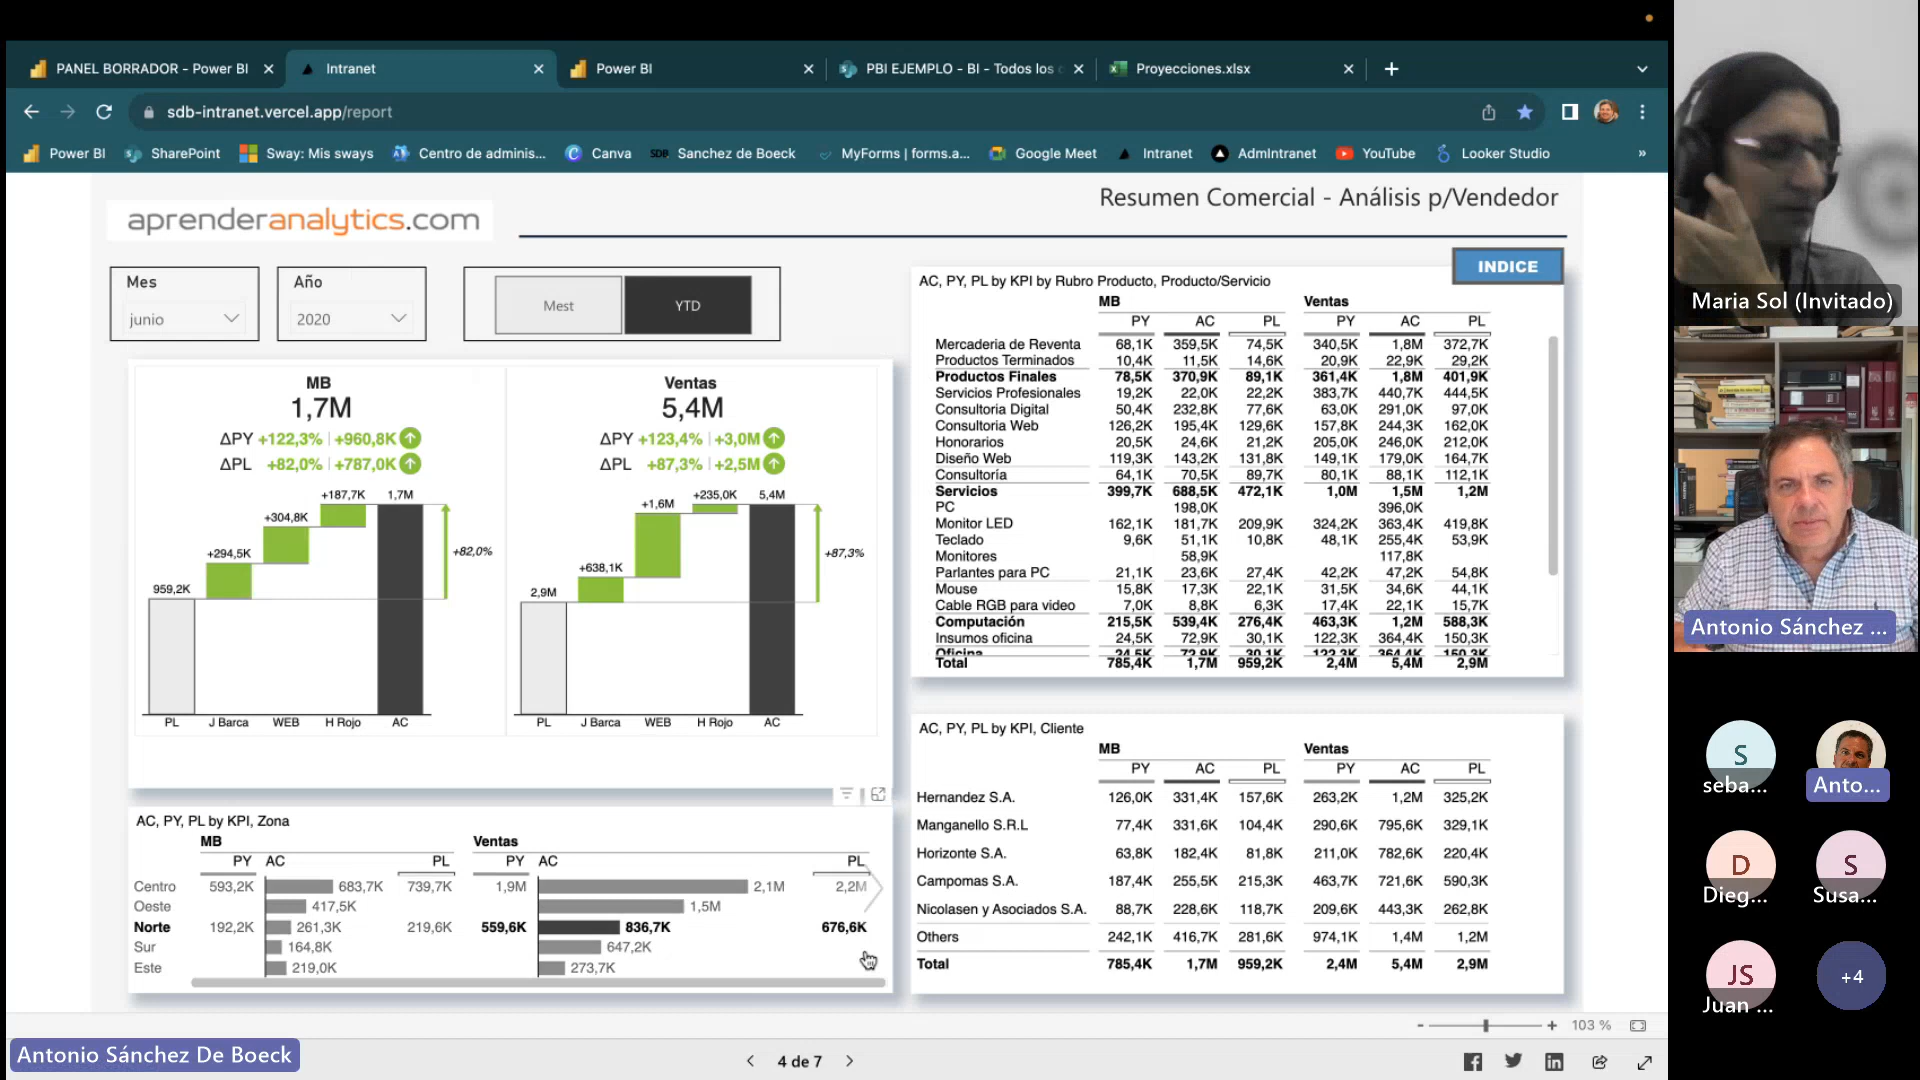 PANEL BORRADOR - Power BI
Intranet
Power BI
PBI EJEMPLO - BI - Todos los
Proyecciones.xlsx
sdb-intranet.vercel.app/report
Power BI
SharePoint
Sway: Mis sways
Centro de adminis...
Canva
SDB Sanchez de Boeck
MyForms | forms.a...
Google Meet
Intranet
AdmIntranet
YouTube
Looker Studio
»
aprenderanalytics.com
Resumen Comercial - Análisis p/Vendedor
INDICE
Mes
junio
Año
2020
Mest
YTD
MB
1,7M
ΔPY +122,3% +960,8K
ΔPL +82,0% +787,0K
959,2K
+294,5K
+304,8K
+187,7K
1,7M
+82,0%
PL J Barca WEB H Rojo AC
Ventas
5,4M
ΔPY +123,4% +3,0M
ΔPL +87,3% +2,5M
2,9M
+638,1K
+1,6M
+235,0K
5,4M
+87,3%
PL J Barca WEB H Rojo AC
AC, PY, PL by KPI, Zona
MB Ventas
PY AC PL PY AC PL
Centro 593,2K 683,7K 739,7K 1,9M 2,1M 2,2M
Oeste 417,5K 1,5M
Norte 192,2K 261,3K 219,6K 559,6K 836,7K 676,6K
Sur 164,8K 647,2K
Este 219,0K 273,7K
AC, PY, PL by KPI by Rubro Producto, Producto/Servicio
MB Ventas
PY AC PL PY AC PL
Mercaderia de Reventa 68,1K 359,5K 74,5K 340,5K 1,8M 372,7K
Productos Terminados 10,4K 11,5K 14,6K 20,9K 22,9K 29,2K
Productos Finales 78,5K 370,9K 89,1K 361,4K 1,8M 401,9K
Servicios Profesionales 19,2K 22,0K 22,2K 383,7K 440,7K 444,5K
Consultoria Digital 50,4K 232,8K 77,6K 63,0K 291,0K 97,0K
Consultoria Web 126,2K 195,4K 129,6K 157,8K 244,3K 162,0K
Honorarios 20,5K 24,6K 21,2K 205,0K 246,0K 212,0K
Diseño Web 119,3K 143,2K 131,8K 149,1K 179,0K 164,7K
Consultoría 64,1K 70,5K 89,7K 80,1K 88,1K 112,1K
Servicios 399,7K 688,5K 472,1K 1,0M 1,5M 1,2M
PC 198,0K 396,0K
Monitor LED 162,1K 181,7K 209,9K 324,2K 363,4K 419,8K
Teclado 9,6K 51,1K 10,8K 48,1K 255,4K 53,9K
Monitores 58,9K 117,8K
Parlantes para PC 21,1K 23,6K 27,4K 42,2K 47,2K 54,8K
Mouse 15,8K 17,3K 22,1K 31,5K 34,6K 44,1K
Cable RGB para video 7,0K 8,8K 6,3K 17,4K 22,1K 15,7K
Computación 215,5K 539,4K 276,4K 463,3K 1,2M 588,3K
Insumos oficina 24,5K 72,9K 30,1K 122,3K 364,4K 150,3K
Oficina 24,5K 72,9K 30,1K 122,3K 364,4K 150,3K
Total 785,4K 1,7M 959,2K 2,4M 5,4M 2,9M
AC, PY, PL by KPI, Cliente
MB Ventas
PY AC PL PY AC PL
Hernandez S.A. 126,0K 331,4K 157,6K 263,2K 1,2M 325,2K
Manganello S.R.L 77,4K 331,6K 104,4K 290,6K 795,6K 329,1K
Horizonte S.A. 63,8K 182,4K 81,8K 211,0K 782,6K 220,4K
Campomas S.A. 187,4K 255,5K 215,3K 463,7K 721,6K 590,3K
Nicolasen y Asociados S.A. 88,7K 228,6K 118,7K 209,6K 443,3K 262,8K
Others 242,1K 416,7K 281,6K 974,1K 1,4M 1,2M
Total 785,4K 1,7M 959,2K 2,4M 5,4M 2,9M
- + 103 %
Antonio Sánchez De Boeck
4 de 7
Maria Sol (Invitado)
Antonio Sánchez ...
S
seba...
Anto...
D
Dieg...
S
Susa...
JS
Juan ...
+4